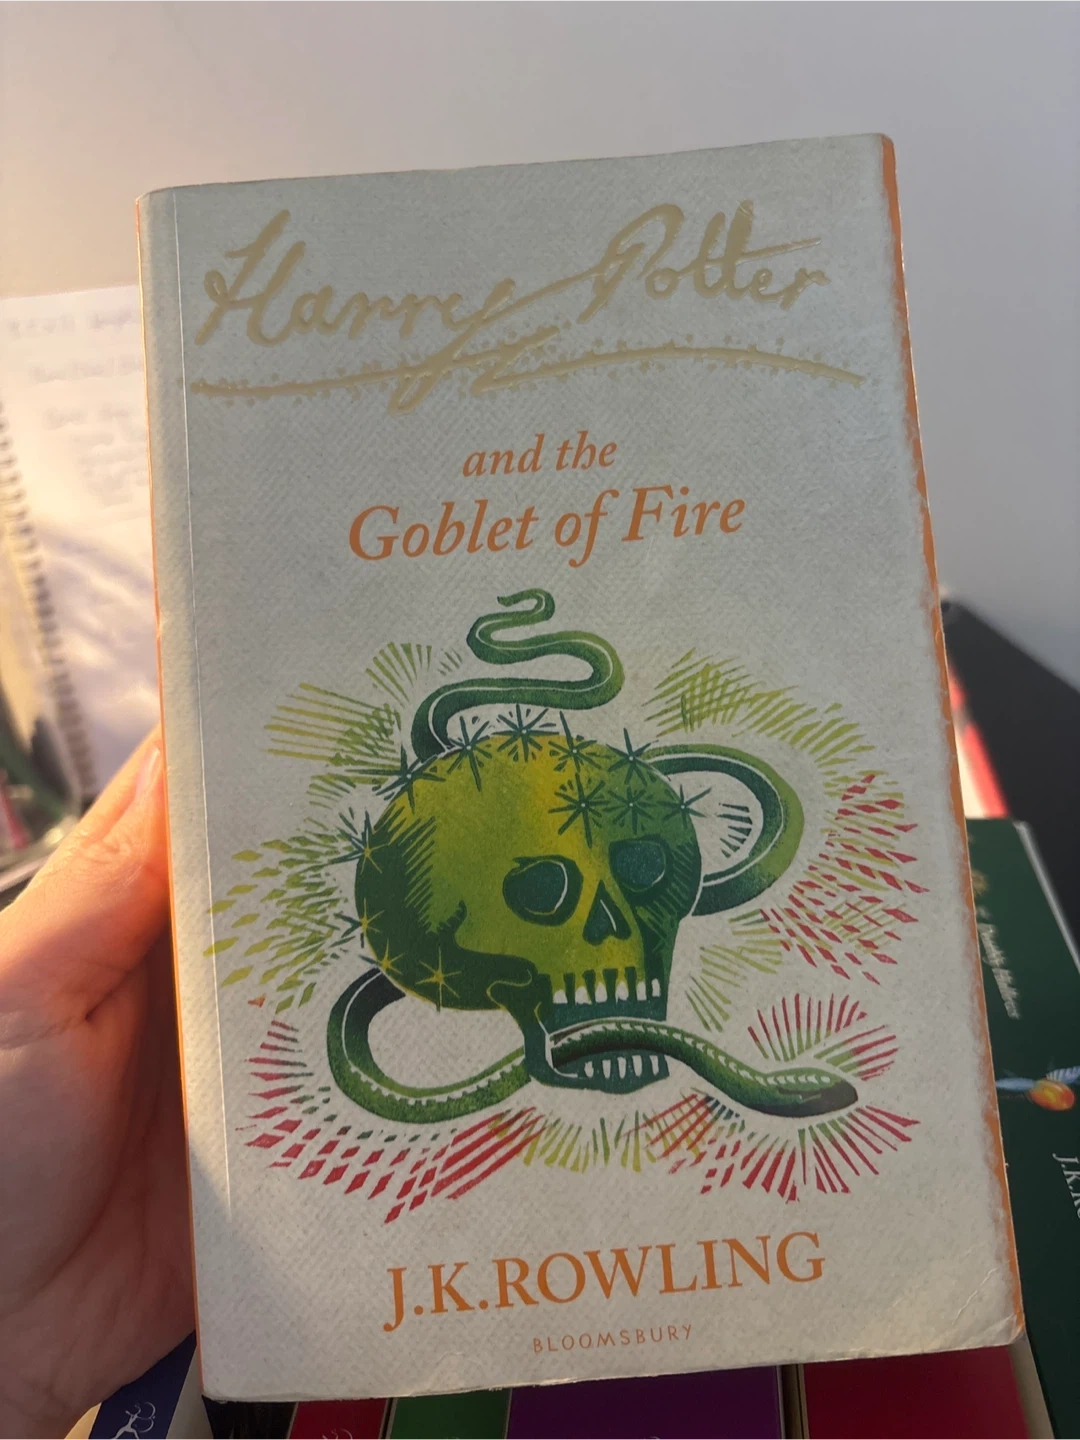 Harry Potter
and the
Goblet of Fire
J.K.ROWLING
BLOOMSBURY